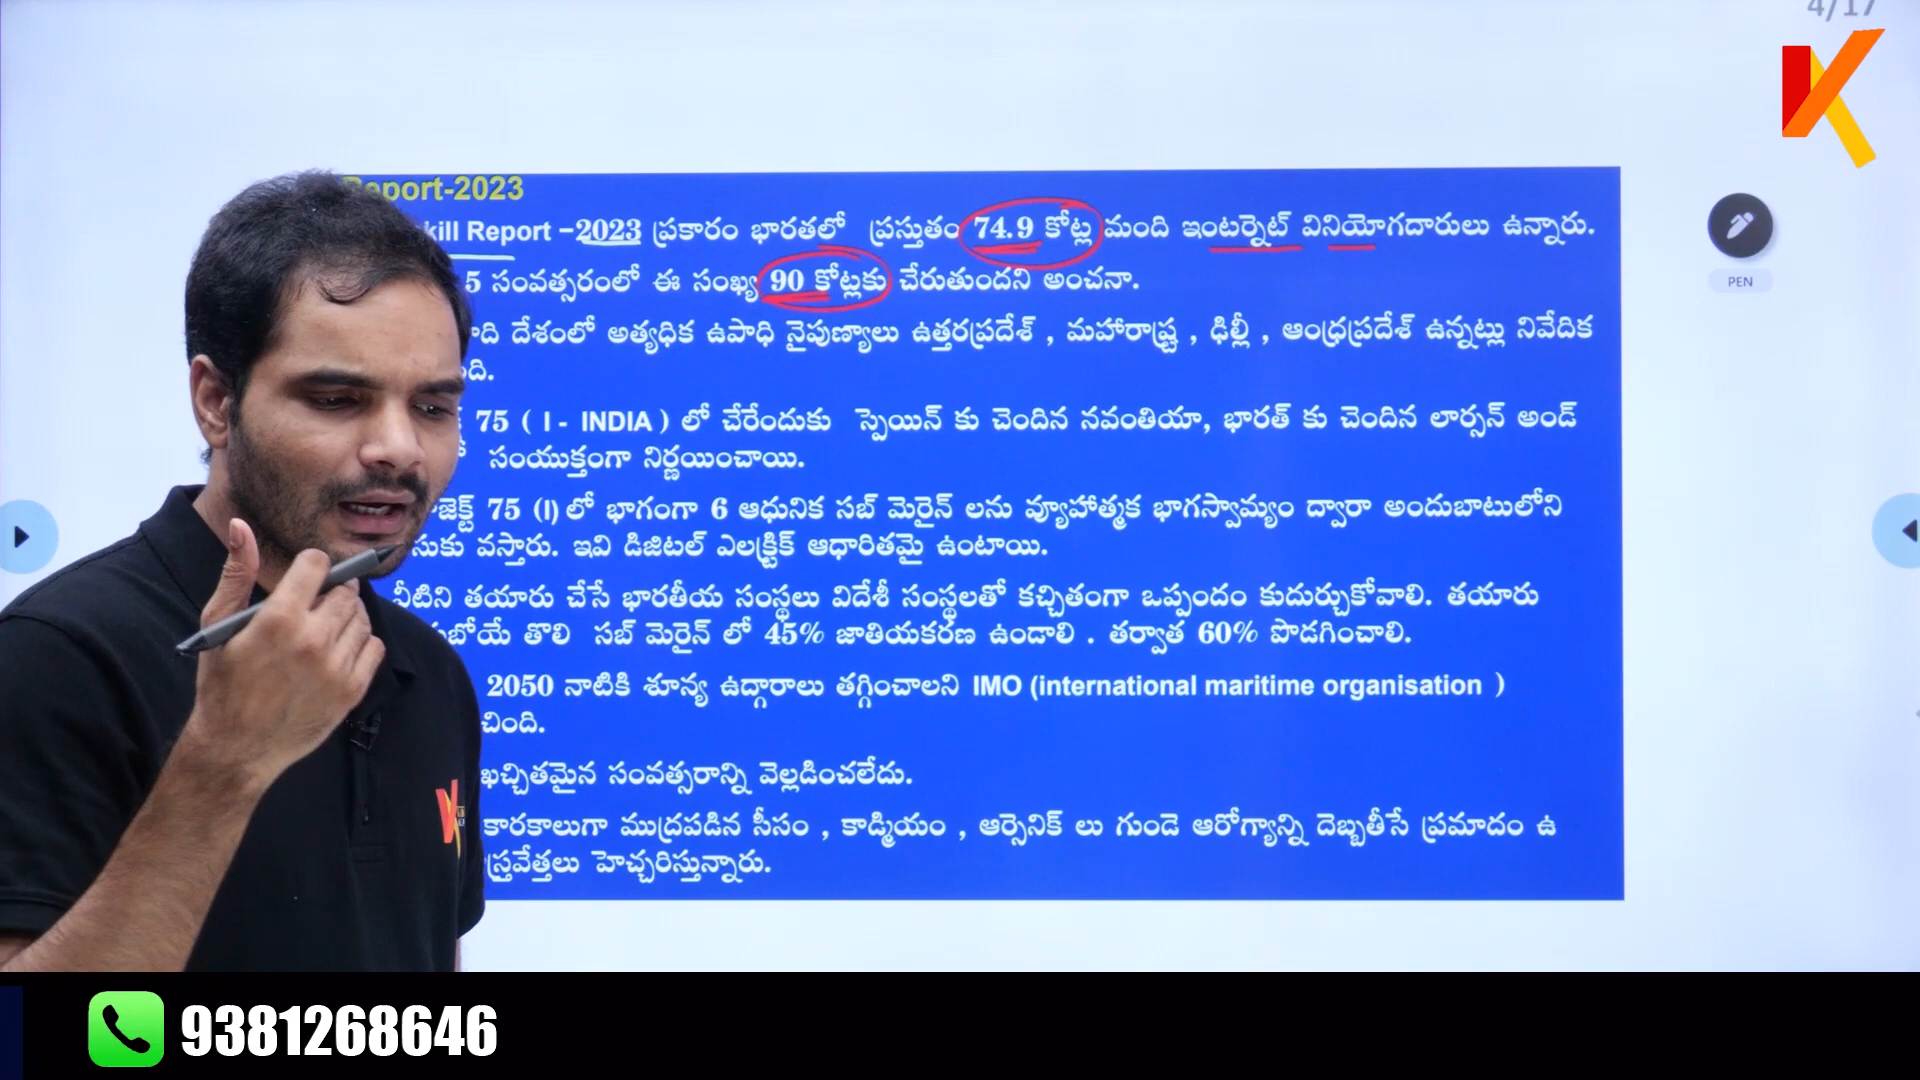 4/17
Report-2023
kill Report -2023 ప్రకారం భారతలో ప్రస్తుతం 74.9 కోట్ల మంది ఇంటర్నెట్ వినియోగదారులు ఉన్నారు.
5 సంవత్సరంలో ఈ సంఖ్య 90 కోట్లకు చేరుతుందని అంచనా.
PEN
ది దేశంలో అత్యధిక ఉపాధి నైపుణ్యాలు ఉత్తరప్రదేశ్ , మహారాష్ట్ర , ఢిల్లీ , ఆంధ్రప్రదేశ్ ఉన్నట్లు నివేదిక
ది.
75 ( I - INDIA ) లో చేరేందుకు స్పెయిన్ కు చెందిన నవంతియా, భారత్ కు చెందిన లార్సన్ అండ్
సంయుక్తంగా నిర్ణయించాయి.
జెక్ట్ 75 (I) లో భాగంగా 6 ఆధునిక సబ్ మెరైన్ లను వ్యూహాత్మక భాగస్వామ్యం ద్వారా అందుబాటులోని
సుకు వస్తారు. ఇవి డిజిటల్ ఎలక్ట్రిక్ ఆధారితమై ఉంటాయి.
వీటిని తయారు చేసే భారతీయ సంస్థలు విదేశీ సంస్థలతో కచ్చితంగా ఒప్పందం కుదుర్చుకోవాలి. తయారు
బోయే తొలి సబ్ మెరైన్ లో 45% జాతియకరణ ఉండాలి . తర్వాత 60% పొడగించాలి.
2050 నాటికి శూన్య ఉద్గారాలు తగ్గించాలని IMO (international maritime organisation )
చింది.
ఖచ్చితమైన సంవత్సరాన్ని వెల్లడించలేదు.
కారకాలుగా ముద్రపడిన సీసం , కాడ్మియం , ఆర్సెనిక్ లు గుండె ఆరోగ్యాన్ని దెబ్బతీసే ప్రమాదం ఉ
స్త్రవేత్తలు హెచ్చరిస్తున్నారు.
9381268646